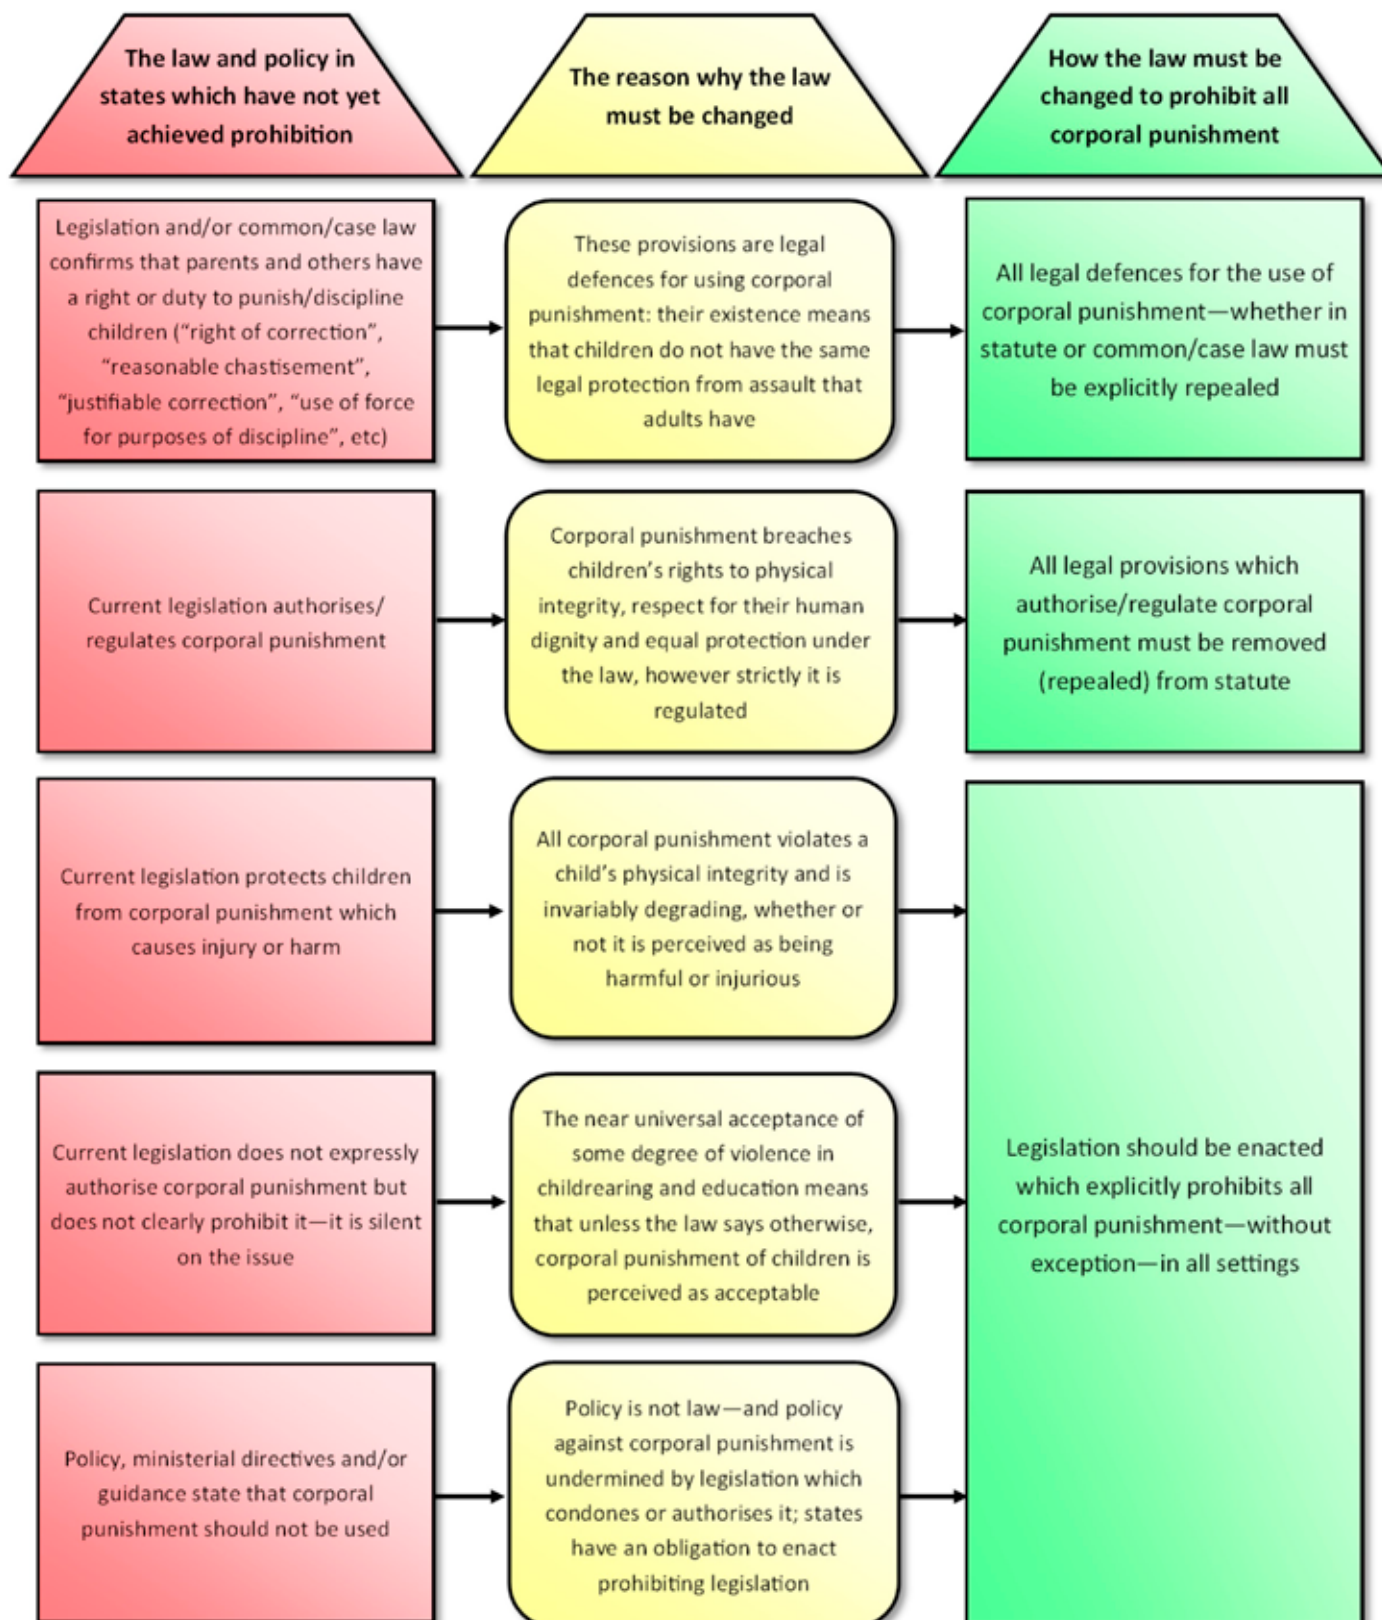 The law and policy in
states which have not yet
achieved prohibition
The reason why the law
must be changed
How the law must be
changed to prohibit all
corporal punishment
Legislation and/or common/case law
confirms that parents and others have
a right or duty to punish/discipline
children (“right of correction”,
“reasonable chastisement”,
“justifiable correction”, “use of force
for purposes of discipline”, etc)
These provisions are legal
defences for using corporal
punishment: their existence means
that children do not have the same
legal protection from assault that
adults have
All legal defences for the use of
corporal punishment—whether in
statute or common/case law must
be explicitly repealed
Current legislation authorises/
regulates corporal punishment
Corporal punishment breaches
children’s rights to physical
integrity, respect for their human
dignity and equal protection under
the law, however strictly it is
regulated
All legal provisions which
authorise/regulate corporal
punishment must be removed
(repealed) from statute
Current legislation protects children
from corporal punishment which
causes injury or harm
All corporal punishment violates a
child’s physical integrity and is
invariably degrading, whether or
not it is perceived as being
harmful or injurious
Current legislation does not expressly
authorise corporal punishment but
does not clearly prohibit it—it is silent
on the issue
The near universal acceptance of
some degree of violence in
childrearing and education means
that unless the law says otherwise,
corporal punishment of children is
perceived as acceptable
Legislation should be enacted
which explicitly prohibits all
corporal punishment—without
exception—in all settings
Policy, ministerial directives and/or
guidance state that corporal
punishment should not be used
Policy is not law—and policy
against corporal punishment is
undermined by legislation which
condones or authorises it; states
have an obligation to enact
prohibiting legislation